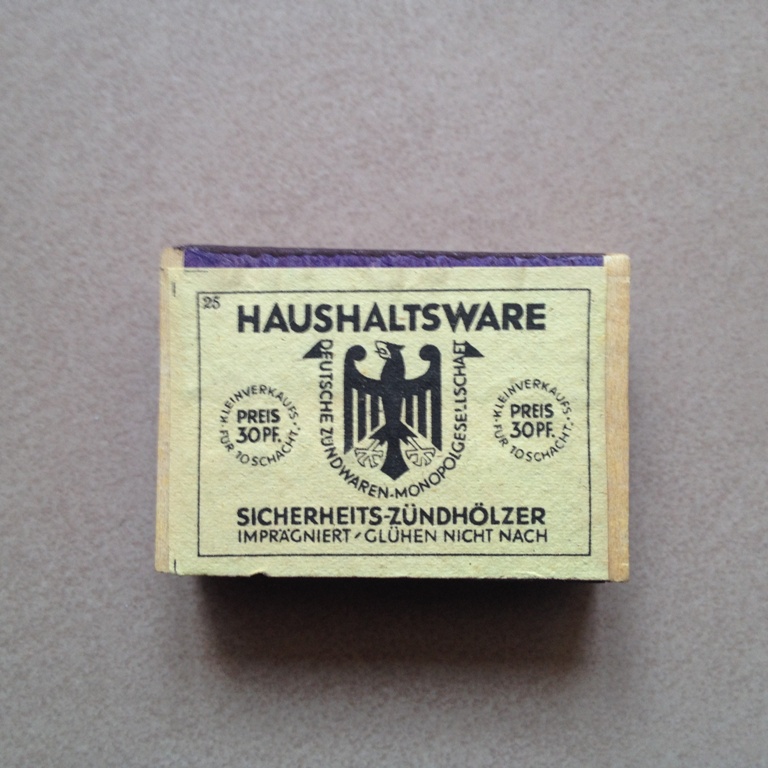 25
HAUSHALTSWARE
DEUTSCHE ZÜNDWAREN-MONOPOLGESELLSCHAFT
KLEINVERKAUFS-
PREIS
30 PF.
FÜR 10 SCHACHT.
KLEINVERKAUFS-
PREIS
30 PF.
FÜR 10 SCHACHT.
SICHERHEITS-ZÜNDHÖLZER
IMPRÄGNIERT-GLÜHEN NICHT NACH